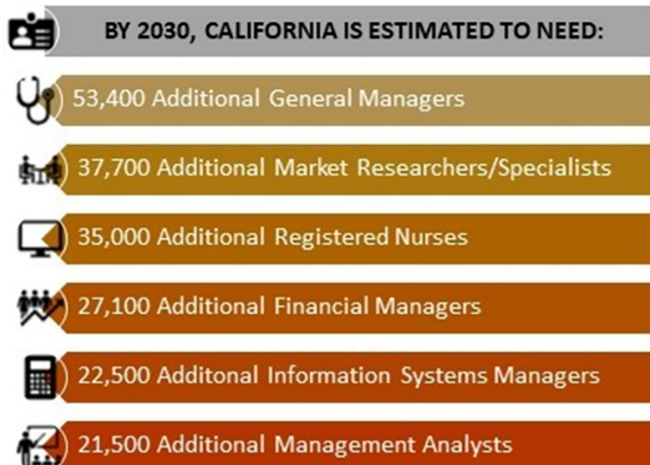 BY 2030, CALIFORNIA IS ESTIMATED TO NEED:
53,400 Additional General Managers
37,700 Additional Market Researchers/Specialists
35,000 Additional Registered Nurses
27,100 Additional Financial Managers
22,500 Additonal Information Systems Managers
21,500 Additional Management Analysts